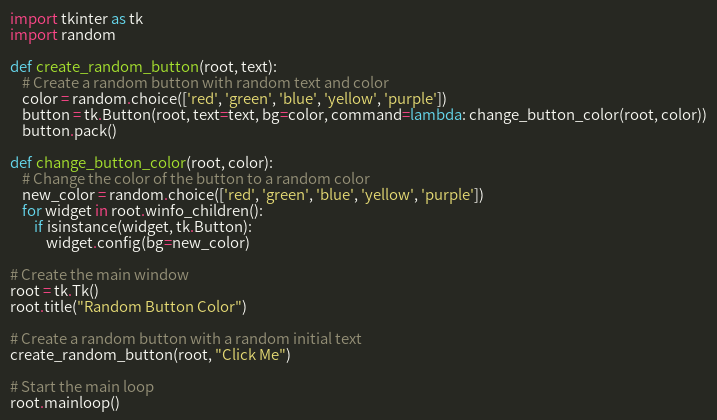 import tkinter as tk
import random

def create_random_button(root, text):
    # Create a random button with random text and color
    color = random.choice(['red', 'green', 'blue', 'yellow', 'purple'])
    button = tk.Button(root, text=text, bg=color, command=lambda: change_button_color(root, color))
    button.pack()

def change_button_color(root, color):
    # Change the color of the button to a random color
    new_color = random.choice(['red', 'green', 'blue', 'yellow', 'purple'])
    for widget in root.winfo_children():
        if isinstance(widget, tk.Button):
            widget.config(bg=new_color)

# Create the main window
root = tk.Tk()
root.title("Random Button Color")

# Create a random button with a random initial text
create_random_button(root, "Click Me")

# Start the main loop
root.mainloop()